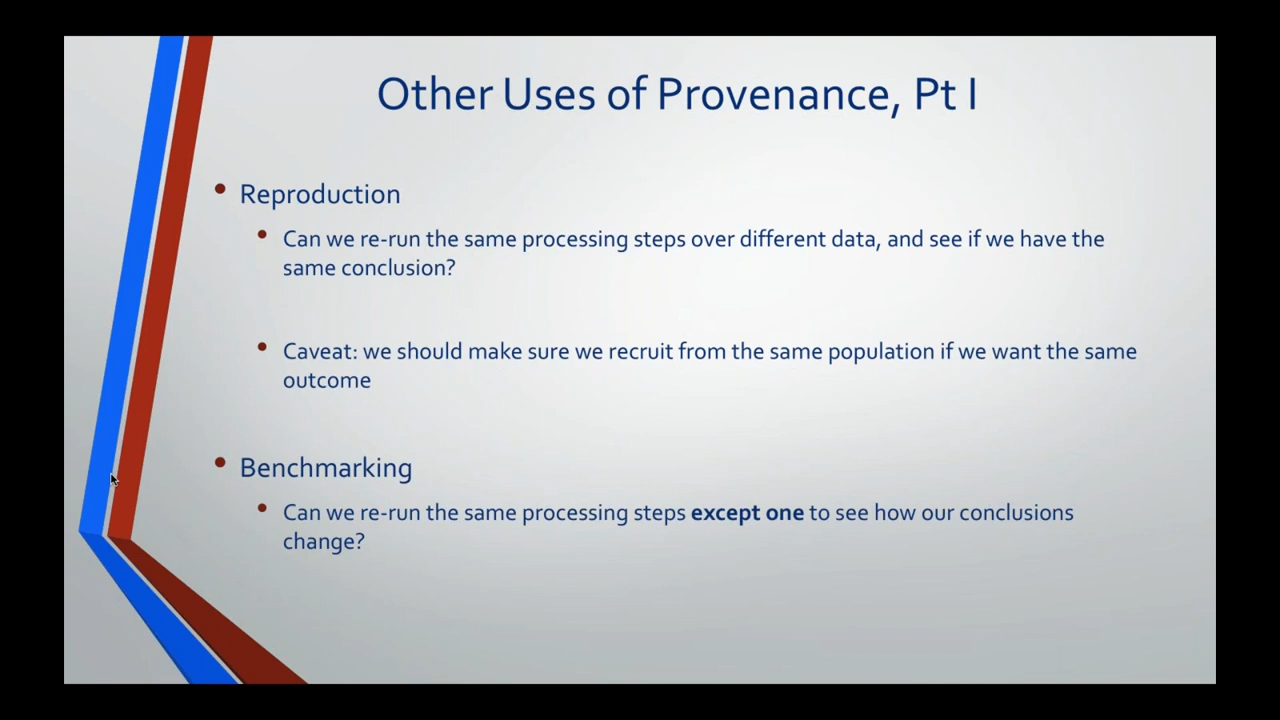 Other Uses of Provenance, Pt I
• Reproduction
• Can we re-run the same processing steps over different data, and see if we have the
same conclusion?
• Caveat: we should make sure we recruit from the same population if we want the same
outcome
• Benchmarking
• Can we re-run the same processing steps except one to see how our conclusions
change?